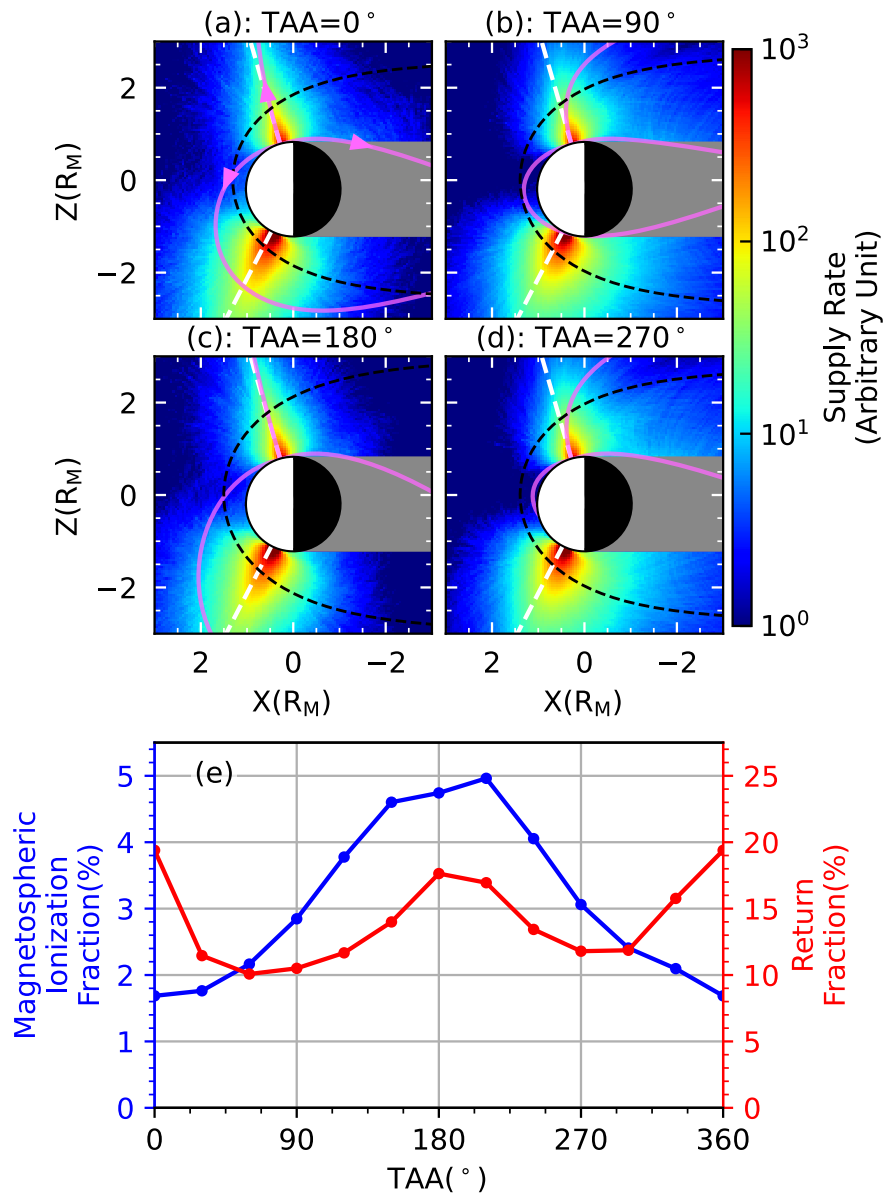 (a): TAA=0° (b): TAA=90°
2
0
−2
Z(R_M)
(c): TAA=180° (d): TAA=270°
2
0
−2
Z(R_M)
2 0 −2
X(R_M)
2 0 −2
X(R_M)
10³
10²
10¹
10⁰
Supply Rate
(Arbitrary Unit)
(e)
5
4
3
2
1
0
Magnetospheric
Ionization
Fraction(%)
25
20
15
10
5
0
Return
Fraction(%)
0 90 180 270 360
TAA(°)